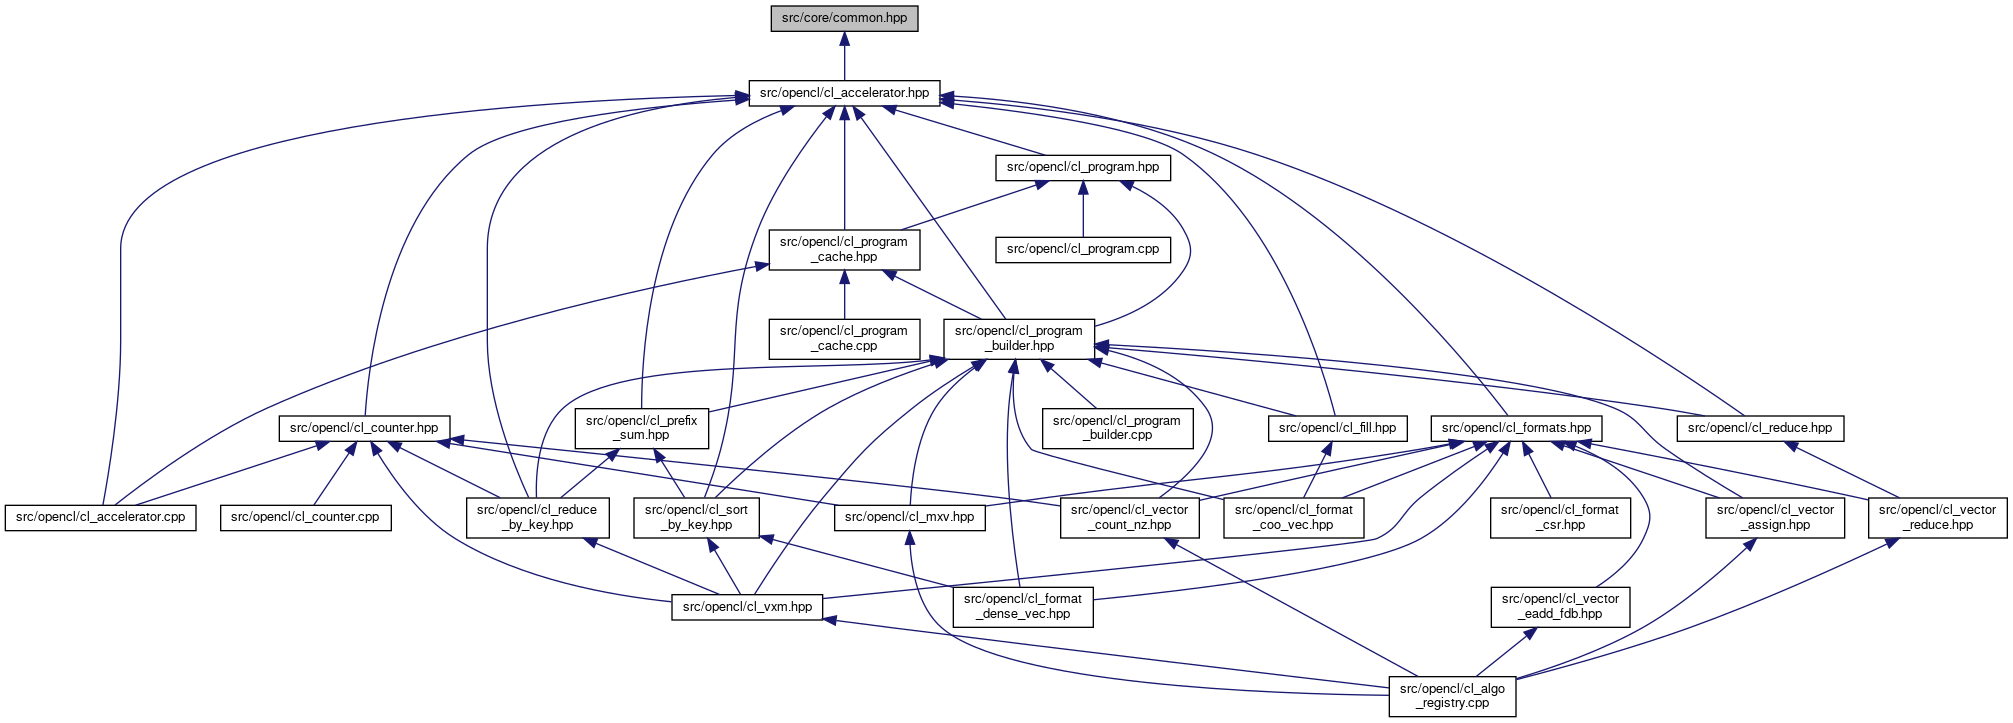 src/core/common.hpp
src/opencl/cl_accelerator.hpp
src/opencl/cl_program.hpp
src/opencl/cl_program
_cache.hpp
src/opencl/cl_program.cpp
src/opencl/cl_program
_cache.cpp
src/opencl/cl_program
_builder.hpp
src/opencl/cl_counter.hpp
src/opencl/cl_prefix
_sum.hpp
src/opencl/cl_program
_builder.cpp
src/opencl/cl_fill.hpp
src/opencl/cl_formats.hpp
src/opencl/cl_reduce.hpp
src/opencl/cl_accelerator.cpp
src/opencl/cl_counter.cpp
src/opencl/cl_reduce
_by_key.hpp
src/opencl/cl_sort
_by_key.hpp
src/opencl/cl_mxv.hpp
src/opencl/cl_vector
_count_nz.hpp
src/opencl/cl_format
_coo_vec.hpp
src/opencl/cl_format
_csr.hpp
src/opencl/cl_vector
_assign.hpp
src/opencl/cl_vector
_reduce.hpp
src/opencl/cl_vxm.hpp
src/opencl/cl_format
_dense_vec.hpp
src/opencl/cl_vector
_eadd_fdb.hpp
src/opencl/cl_algo
_registry.cpp